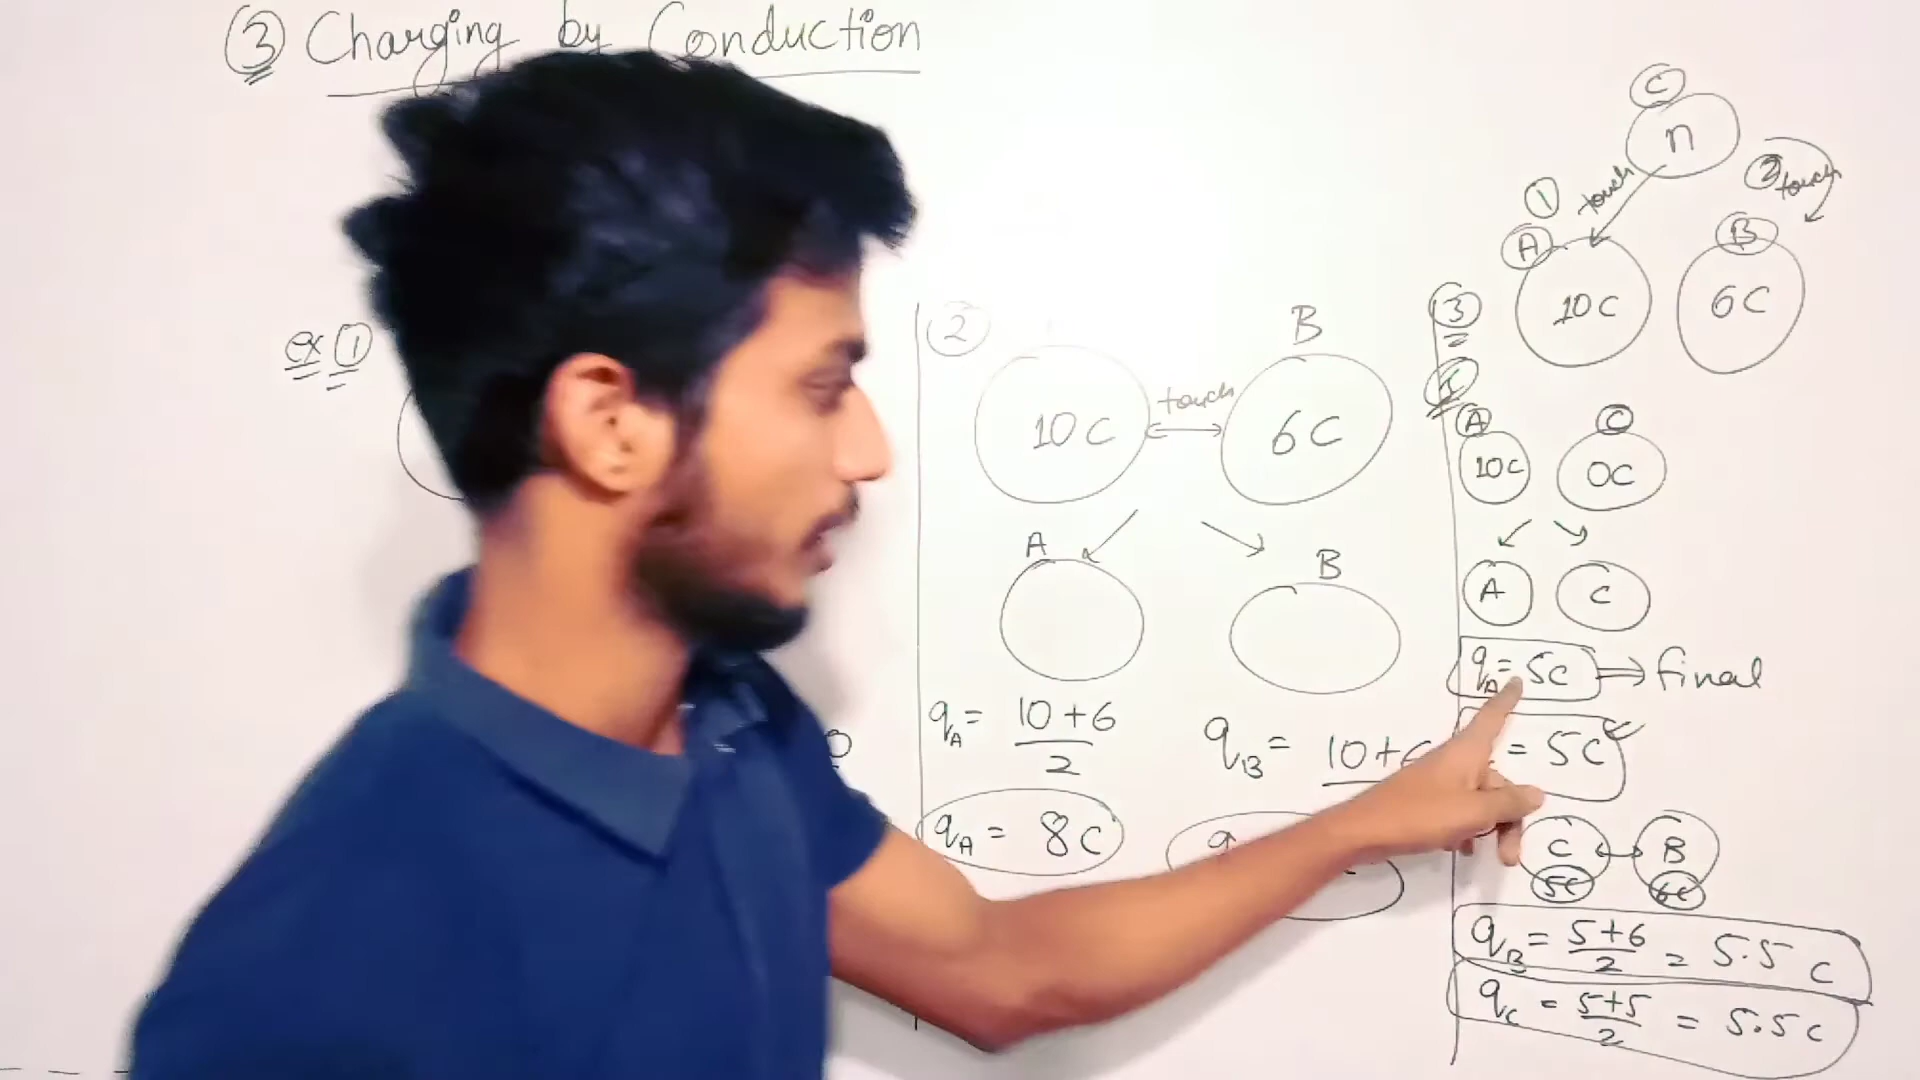 ③ Charging by Conduction
ex ①
②
10C
touch
B
6C
A
B
qA = 10+6
2
qB = 10+
qA = 8C
q
③
C
n
① touch
② touch
A
B
10C
6C
A
C
10C
0C
A
C
qA = 5C ⇒ final
= 5C
C ↔ B
5C
6C
qB = 5+6
2
= 5.5 C
qC = 5+5
2
= 5.5 C